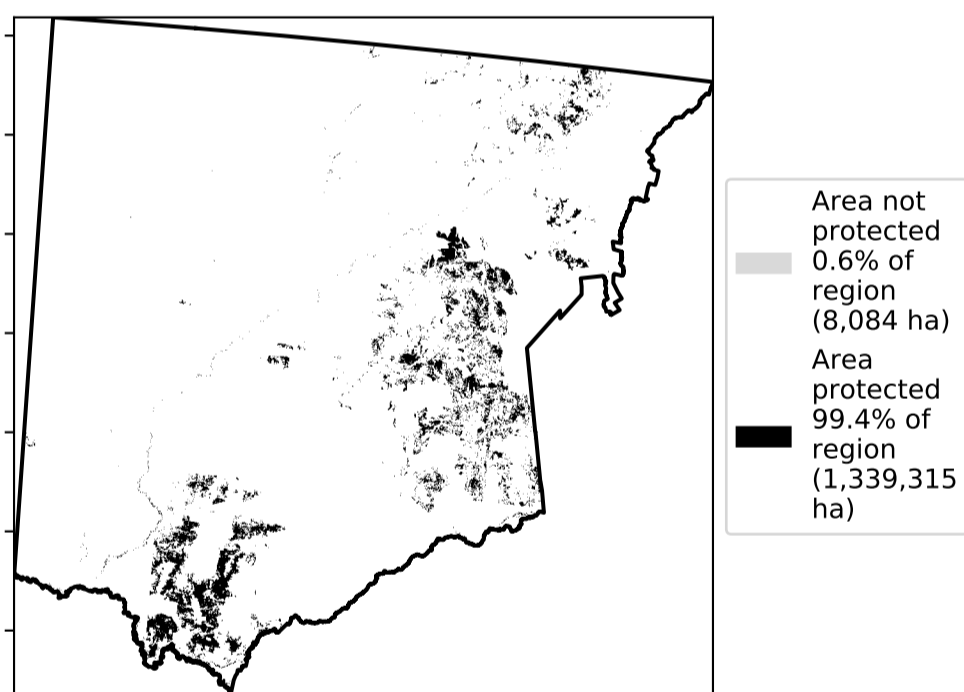 Area not
protected
0.6% of
region
(8,084 ha)
Area
protected
99.4% of
region
(1,339,315
ha)